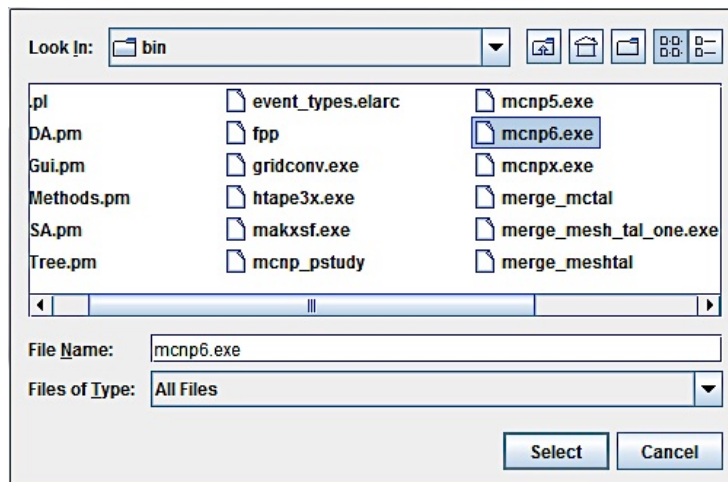 Look In: bin
.pl event_types.elarc mcnp5.exe
DA.pm fpp mcnp6.exe
Gui.pm gridconv.exe mcnpx.exe
Methods.pm htape3x.exe merge_mctal
SA.pm makxsf.exe merge_mesh_tal_one.exe
Tree.pm mcnp_pstudy merge_meshtal
File Name: mcnp6.exe
Files of Type: All Files
Select Cancel